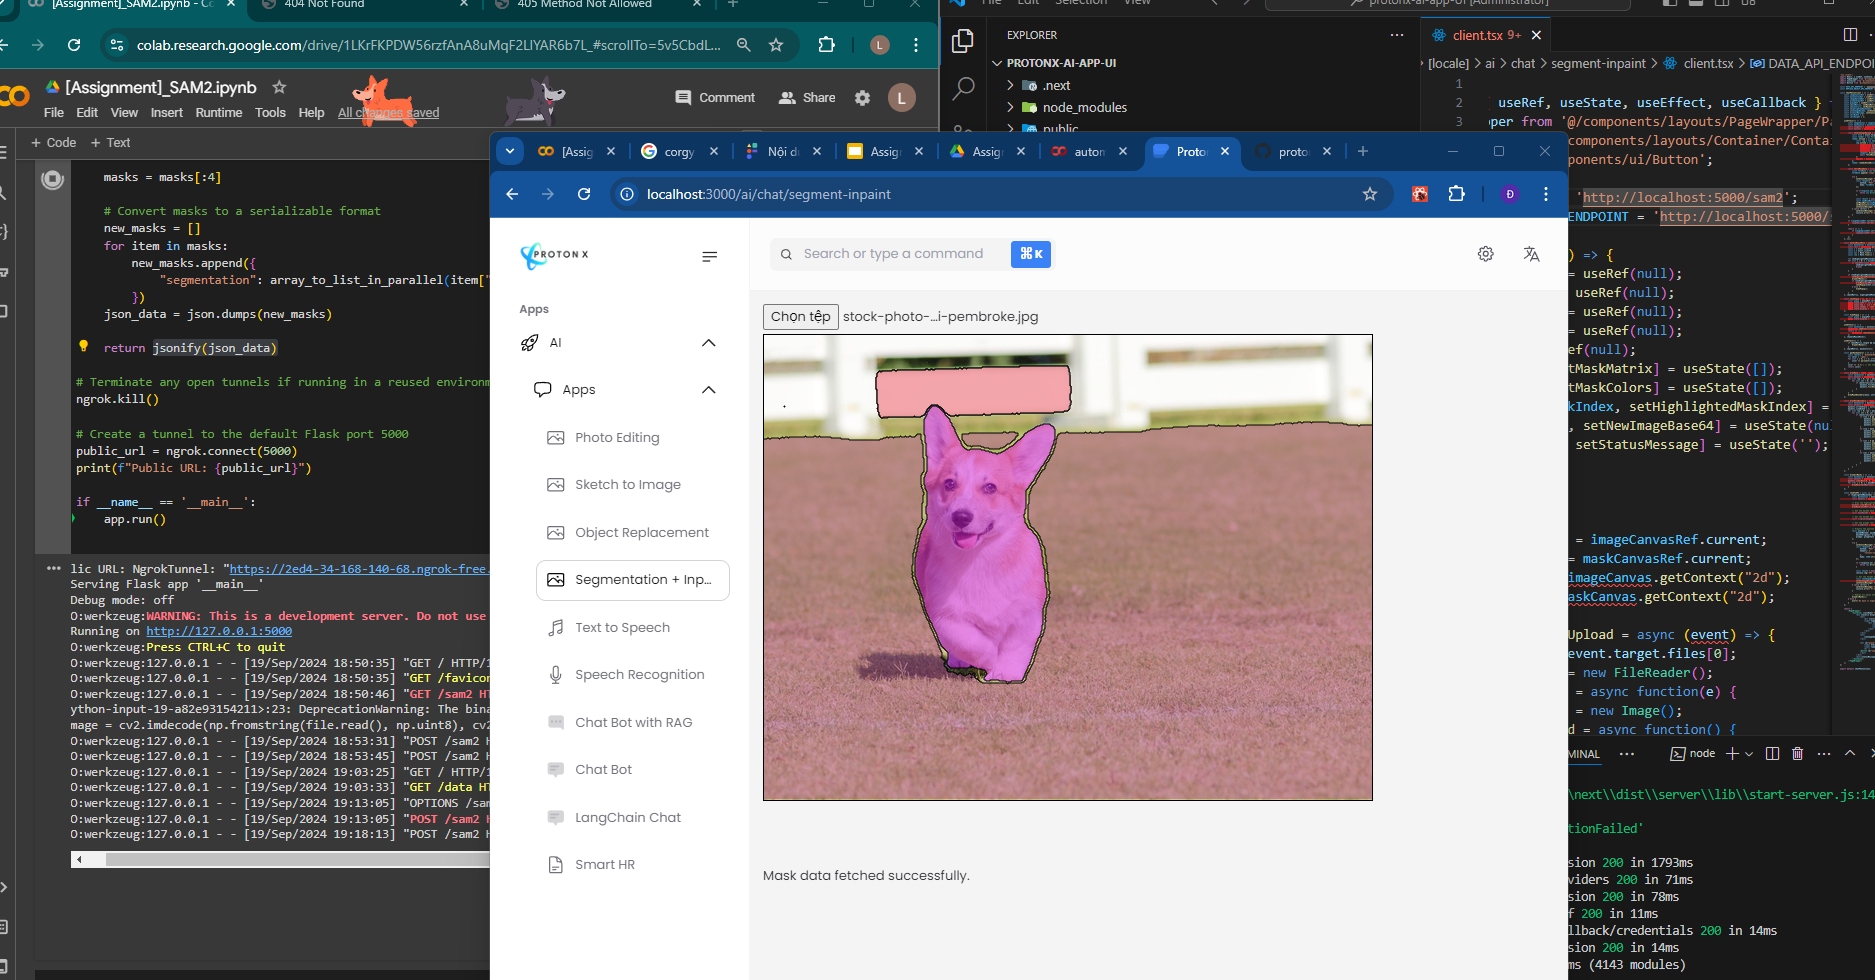 [Assignment]_SAM2.ipynb - Co
404 Not Found
405 Method Not Allowed
colab.research.google.com/drive/1LKrFKPDW56rzfAnA8uMqF2LIYAR6b7L_#scrollTo=5v5CbdL...
L
[Assignment]_SAM2.ipynb
File Edit View Insert Runtime Tools Help All changes saved
Comment
Share
L
+ Code + Text
masks = masks[:4]
# Convert masks to a serializable format
new_masks = []
for item in masks:
new_masks.append({
"segmentation": array_to_list_in_parallel(item["
})
json_data = json.dumps(new_masks)
return jsonify(json_data)
# Terminate any open tunnels if running in a reused environm
ngrok.kill()
# Create a tunnel to the default Flask port 5000
public_url = ngrok.connect(5000)
print(f"Public URL: {public_url}")
if __name__ == '__main__':
app.run()
lic URL: NgrokTunnel: "https://2ed4-34-168-140-68.ngrok-free.
Serving Flask app '__main__'
Debug mode: off
O:werkzeug:WARNING: This is a development server. Do not use
Running on http://127.0.0.1:5000
O:werkzeug:Press CTRL+C to quit
O:werkzeug:127.0.0.1 - - [19/Sep/2024 18:50:35] "GET / HTTP/1
O:werkzeug:127.0.0.1 - - [19/Sep/2024 18:50:35] "GET /favicon
O:werkzeug:127.0.0.1 - - [19/Sep/2024 18:50:46] "GET /sam2 HT
ython-input-19-a82e93154211>:23: DeprecationWarning: The bina
mage = cv2.imdecode(np.fromstring(file.read(), np.uint8), cv2
O:werkzeug:127.0.0.1 - - [19/Sep/2024 18:53:31] "POST /sam2 H
O:werkzeug:127.0.0.1 - - [19/Sep/2024 18:53:45] "POST /sam2 H
O:werkzeug:127.0.0.1 - - [19/Sep/2024 19:03:25] "GET / HTTP/1
O:werkzeug:127.0.0.1 - - [19/Sep/2024 19:03:33] "GET /data HT
O:werkzeug:127.0.0.1 - - [19/Sep/2024 19:13:05] "OPTIONS /sam
O:werkzeug:127.0.0.1 - - [19/Sep/2024 19:13:05] "POST /sam2 H
O:werkzeug:127.0.0.1 - - [19/Sep/2024 19:18:13] "POST /sam2 H
[Assig
corgy
Nội du
Assign
Assig
auton
Proto
proto
localhost:3000/ai/chat/segment-inpaint
Đ
PROTON X
Search or type a command
⌘ K
Apps
AI
Apps
Photo Editing
Sketch to Image
Object Replacement
Segmentation + Inp...
Text to Speech
Speech Recognition
Chat Bot with RAG
Chat Bot
LangChain Chat
Smart HR
Chọn tệp stock-photo-...i-pembroke.jpg
Mask data fetched successfully.
File Edit Selection View
protonx-ai-app-ui [Administrator]
EXPLORER
PROTONX-AI-APP-UI
.next
node_modules
public
client.tsx 9+
[locale] > ai > chat > segment-inpaint > client.tsx > DATA_API_ENDPOI
1
2 useRef, useState, useEffect, useCallback }
3 per from '@/components/layouts/PageWrapper/Pa
components/layouts/Container/Contai
ponents/ui/Button';
'http://localhost:5000/sam2';
ENDPOINT = 'http://localhost:5000/s
) => {
= useRef(null);
useRef(null);
= useRef(null);
= useRef(null);
ef(null);
tMaskMatrix] = useState([]);
tMaskColors] = useState([]);
kIndex, setHighlightedMaskIndex] =
, setNewImageBase64] = useState(nu
setStatusMessage] = useState('');
= imageCanvasRef.current;
= maskCanvasRef.current;
imageCanvas.getContext("2d");
askCanvas.getContext("2d");
Upload = async (event) => {
event.target.files[0];
= new FileReader();
= async function(e) {
= new Image();
d = async function() {
MINAL
node
\next\\dist\\server\\lib\\start-server.js:14
tionFailed'
sion 200 in 1793ms
viders 200 in 71ms
sion 200 in 78ms
f 200 in 11ms
llback/credentials 200 in 14ms
sion 200 in 14ms
ms (4143 modules)